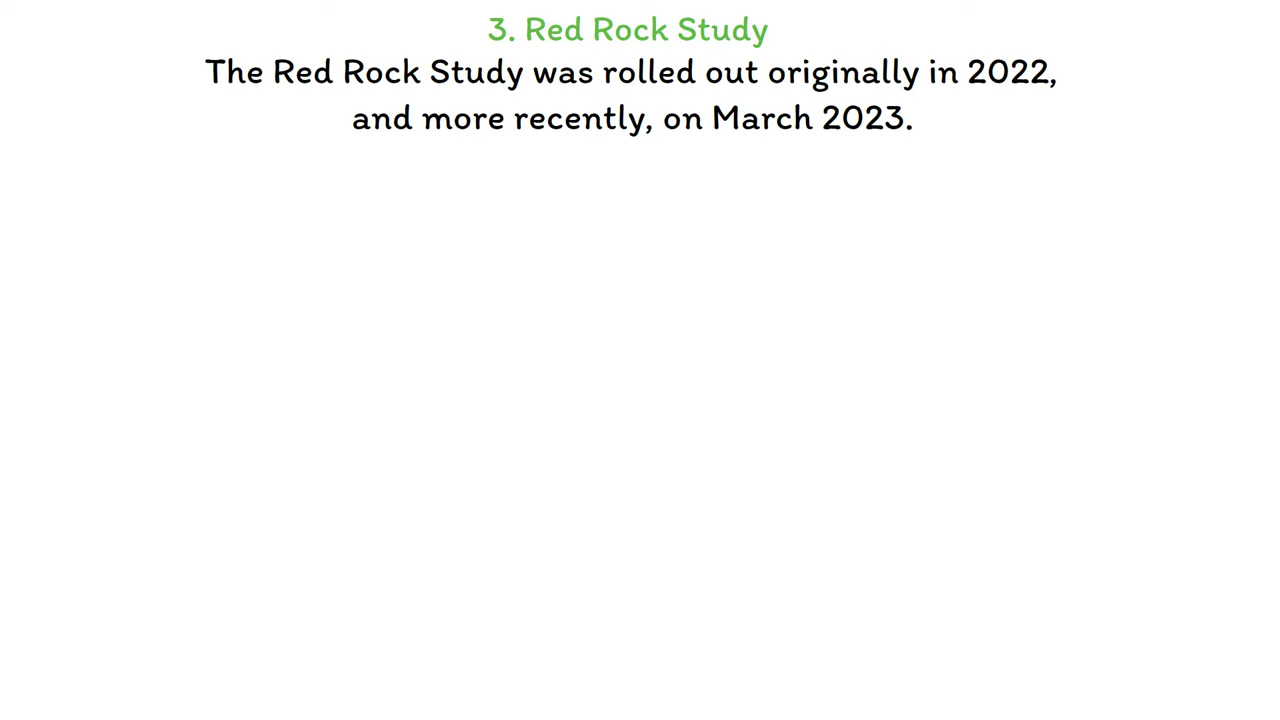 3. Red Rock Study
The Red Rock Study was rolled out originally in 2022,
and more recently, on March 2023.